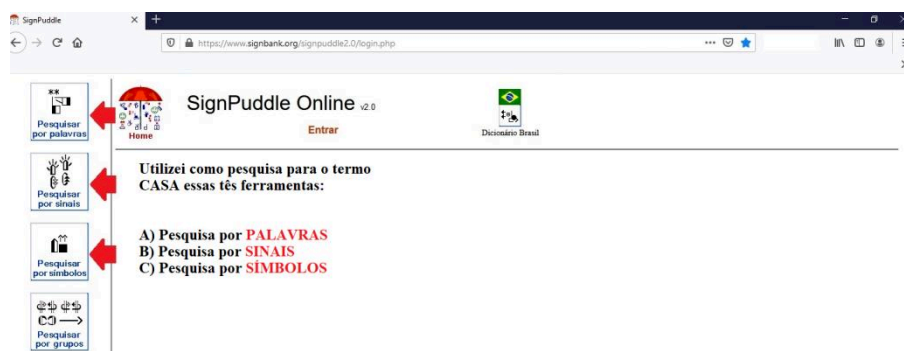 SignPuddle
https://www.signbank.org/signpuddle2.0/login.php
**
Pesquisar
por palavras
Pesquisar
por sinais
Pesquisar
por símbolos
Pesquisar
por grupos
Home
SignPuddle Online v2.0
Entrar
Dicionário Brasil
Utilizei como pesquisa para o termo
CASA essas tês ferramentas:
A) Pesquisa por PALAVRAS
B) Pesquisa por SINAIS
C) Pesquisa por SÍMBOLOS